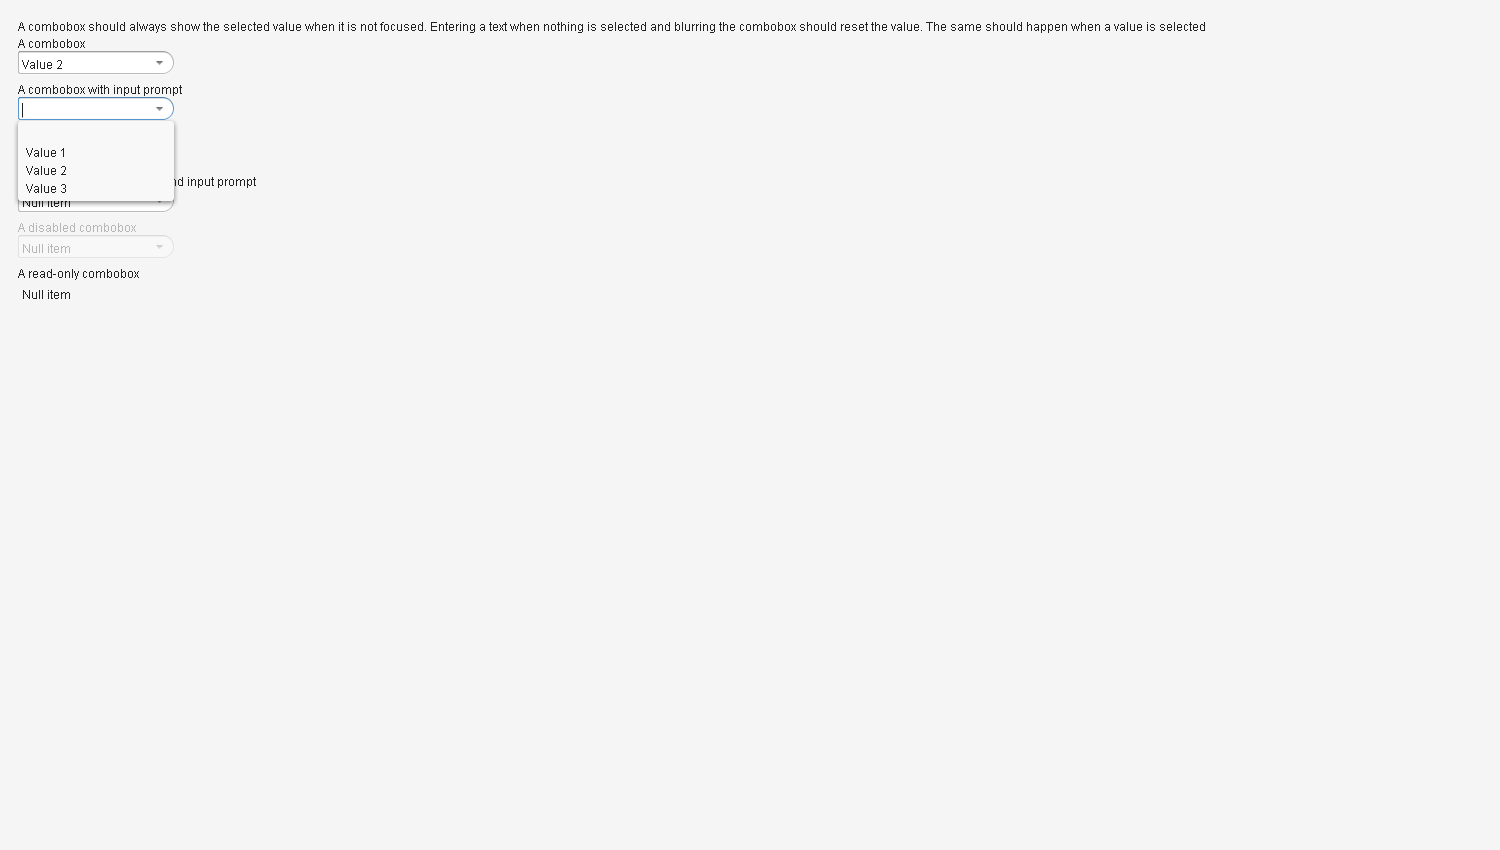 A combobox should always show the selected value when it is not focused. Entering a text when nothing is selected and blurring the combobox should reset the value. The same should happen when a value is selected
A combobox
Value 2
A combobox with input prompt
Value 1
Value 2
Value 3
input prompt
Null item
A disabled combobox
Null item
A read-only combobox
Null item